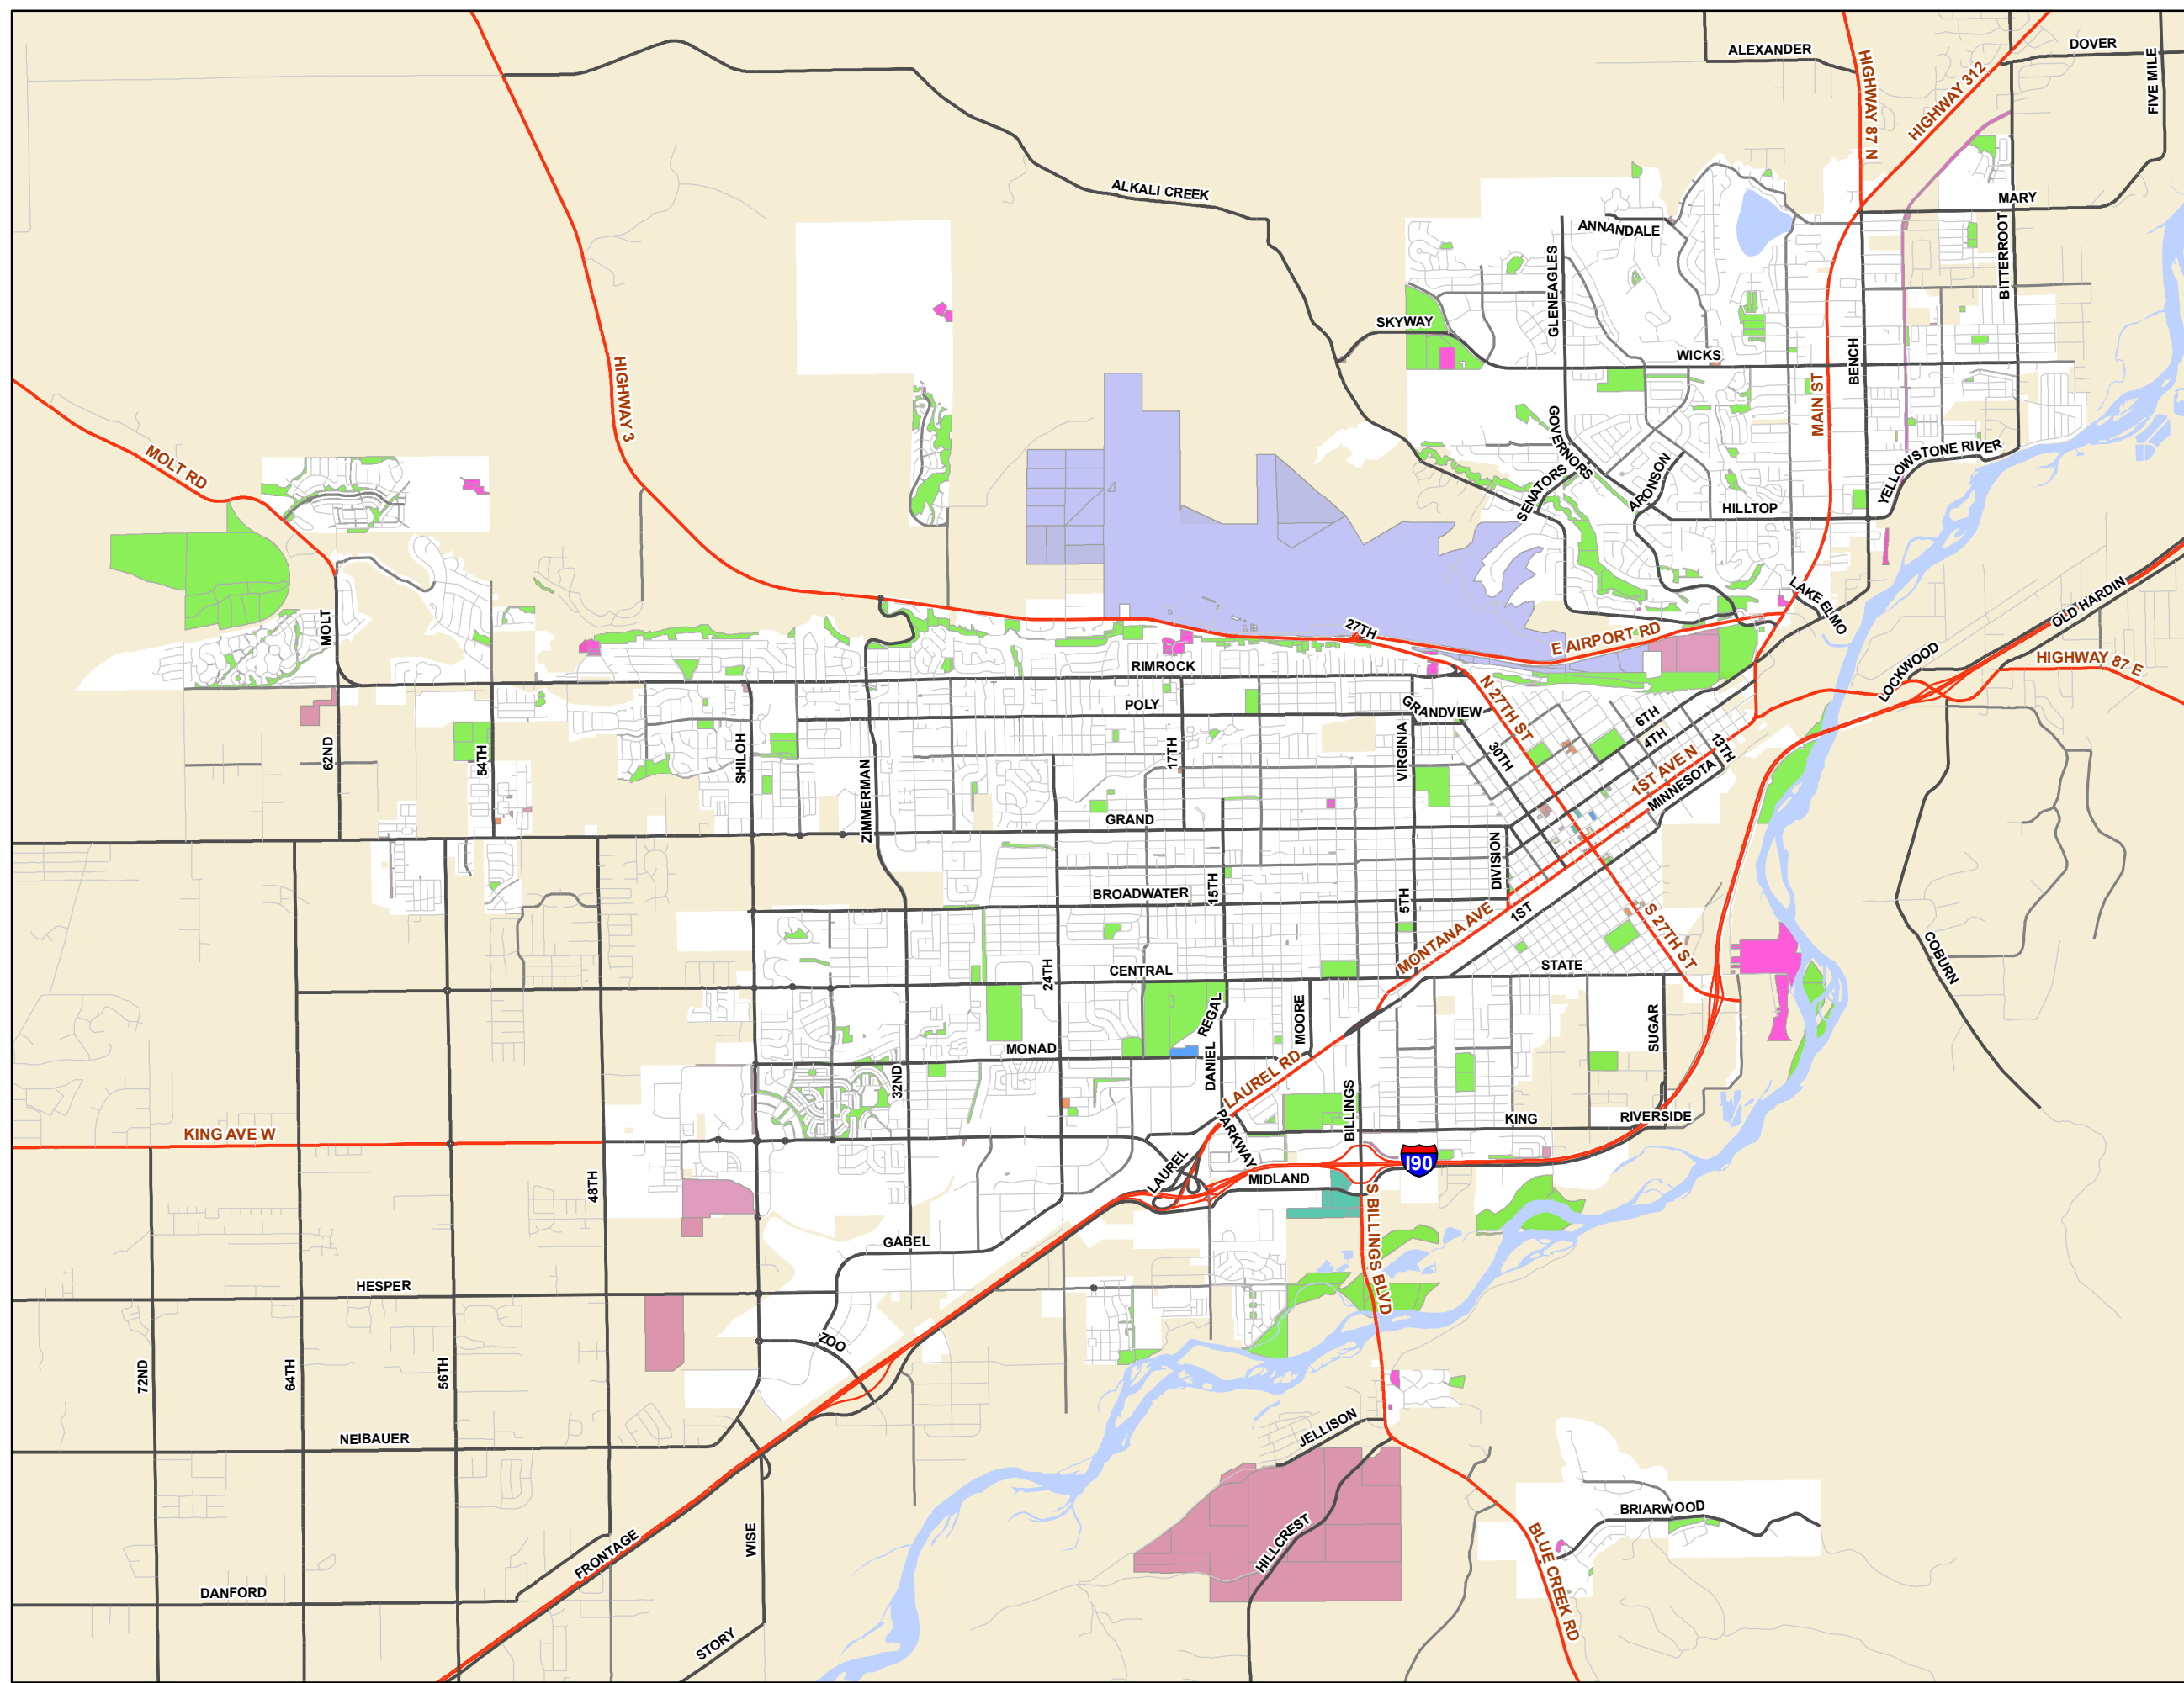 ALEXANDER
DOVER
FIVE MILE
HIGHWAY 87 N
HIGHWAY 312
ALKALI CREEK
MARY
ANNANDALE
GLENEAGLES
BITTERROOT
SKYWAY
WICKS
BENCH
HIGHWAY 3
MAIN ST
MOLT RD
GOVERNORS
YELLOWSTONE RIVER
SENATORS
ARONSON
HILLTOP
LAKE ELMO
OLD HARDIN
MOLT
27TH
E AIRPORT RD
HIGHWAY 87 E
LOCKWOOD
RIMROCK
N 27TH ST
POLY
GRANDVIEW
6TH
4TH
13TH
62ND
54TH
SHILOH
17TH
VIRGINIA
30TH
1ST AVE N
MINNESOTA
ZIMMERMAN
GRAND
DIVISION
BROADWATER
15TH
5TH
MONTANA AVE
1ST
S 27TH ST
COBURN
24TH
CENTRAL
STATE
REGAL
MOORE
SUGAR
MONAD
DANIEL
LAUREL RD
32ND
BILLINGS
KING
RIVERSIDE
KING AVE W
PARKWAY
I90
48TH
LAUREL
MIDLAND
S BILLINGS BLVD
GABEL
HESPER
ZOO
72ND
64TH
56TH
NEIBAUER
JELLISON
BRIARWOOD
WISE
HILLCREST
FRONTAGE
BLUE CREEK RD
DANFORD
STORY